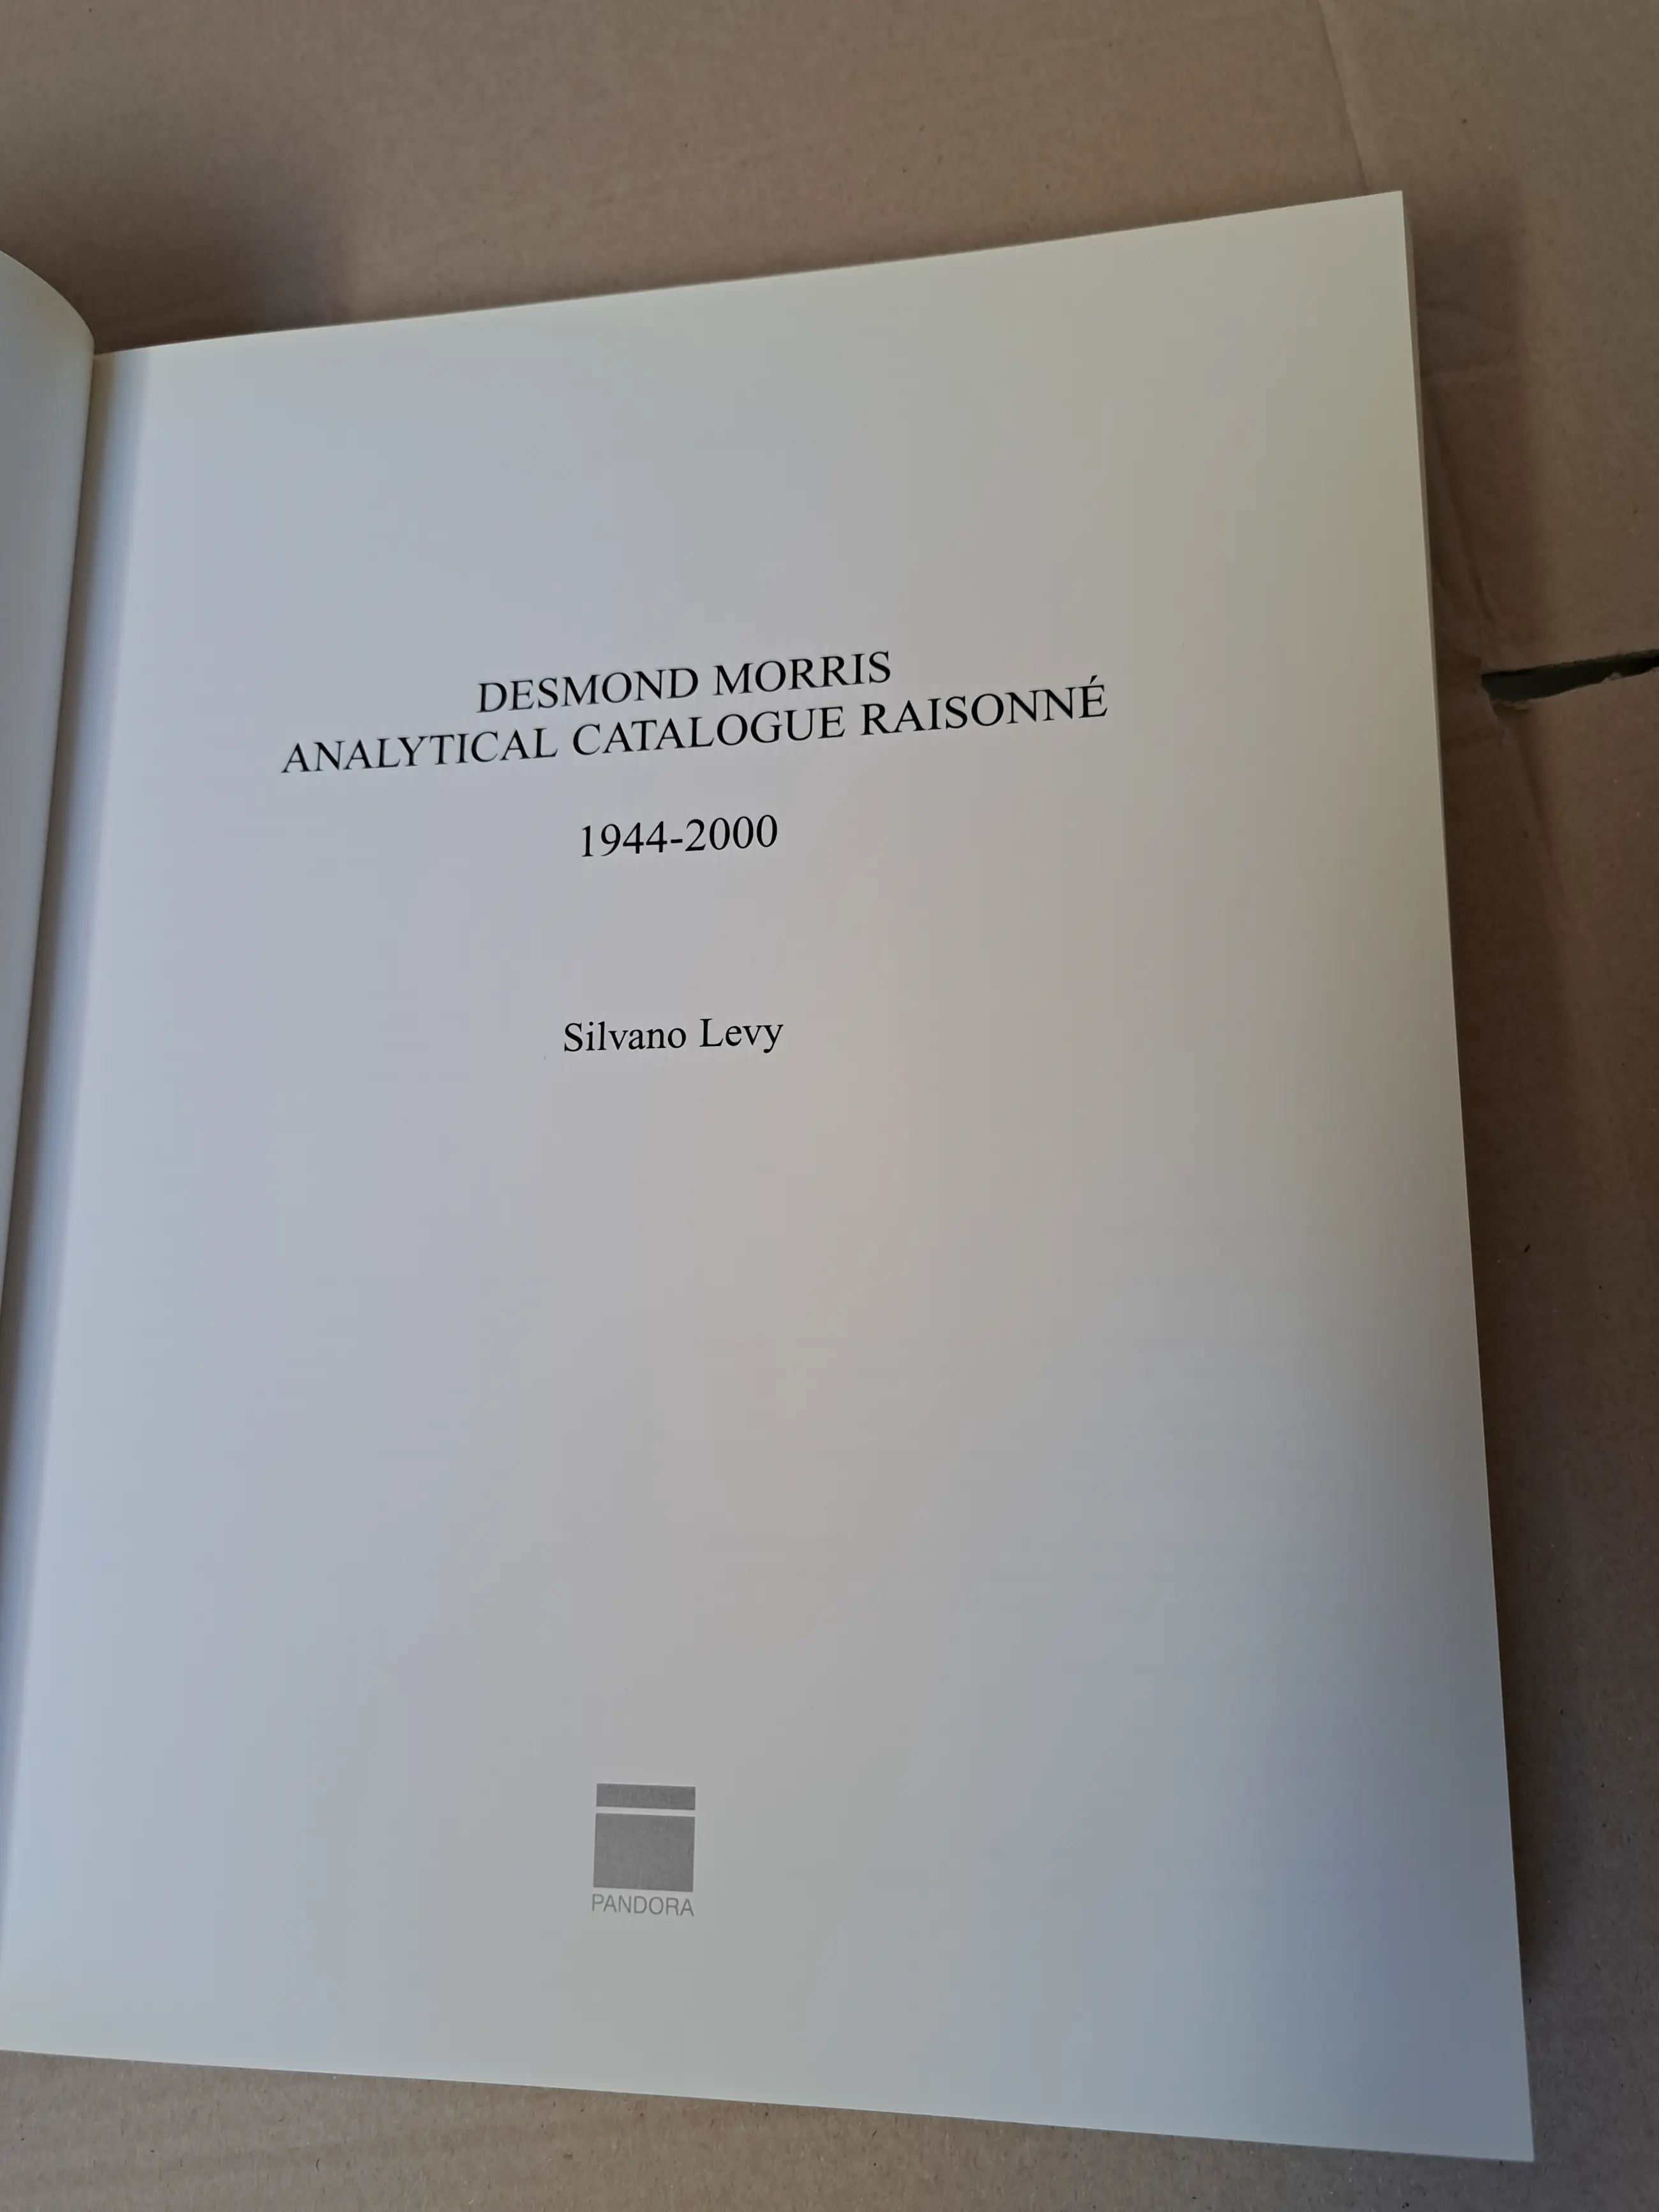 DESMOND MORRIS
ANALYTICAL CATALOGUE RAISONNÉ
1944-2000
Silvano Levy
PANDORA